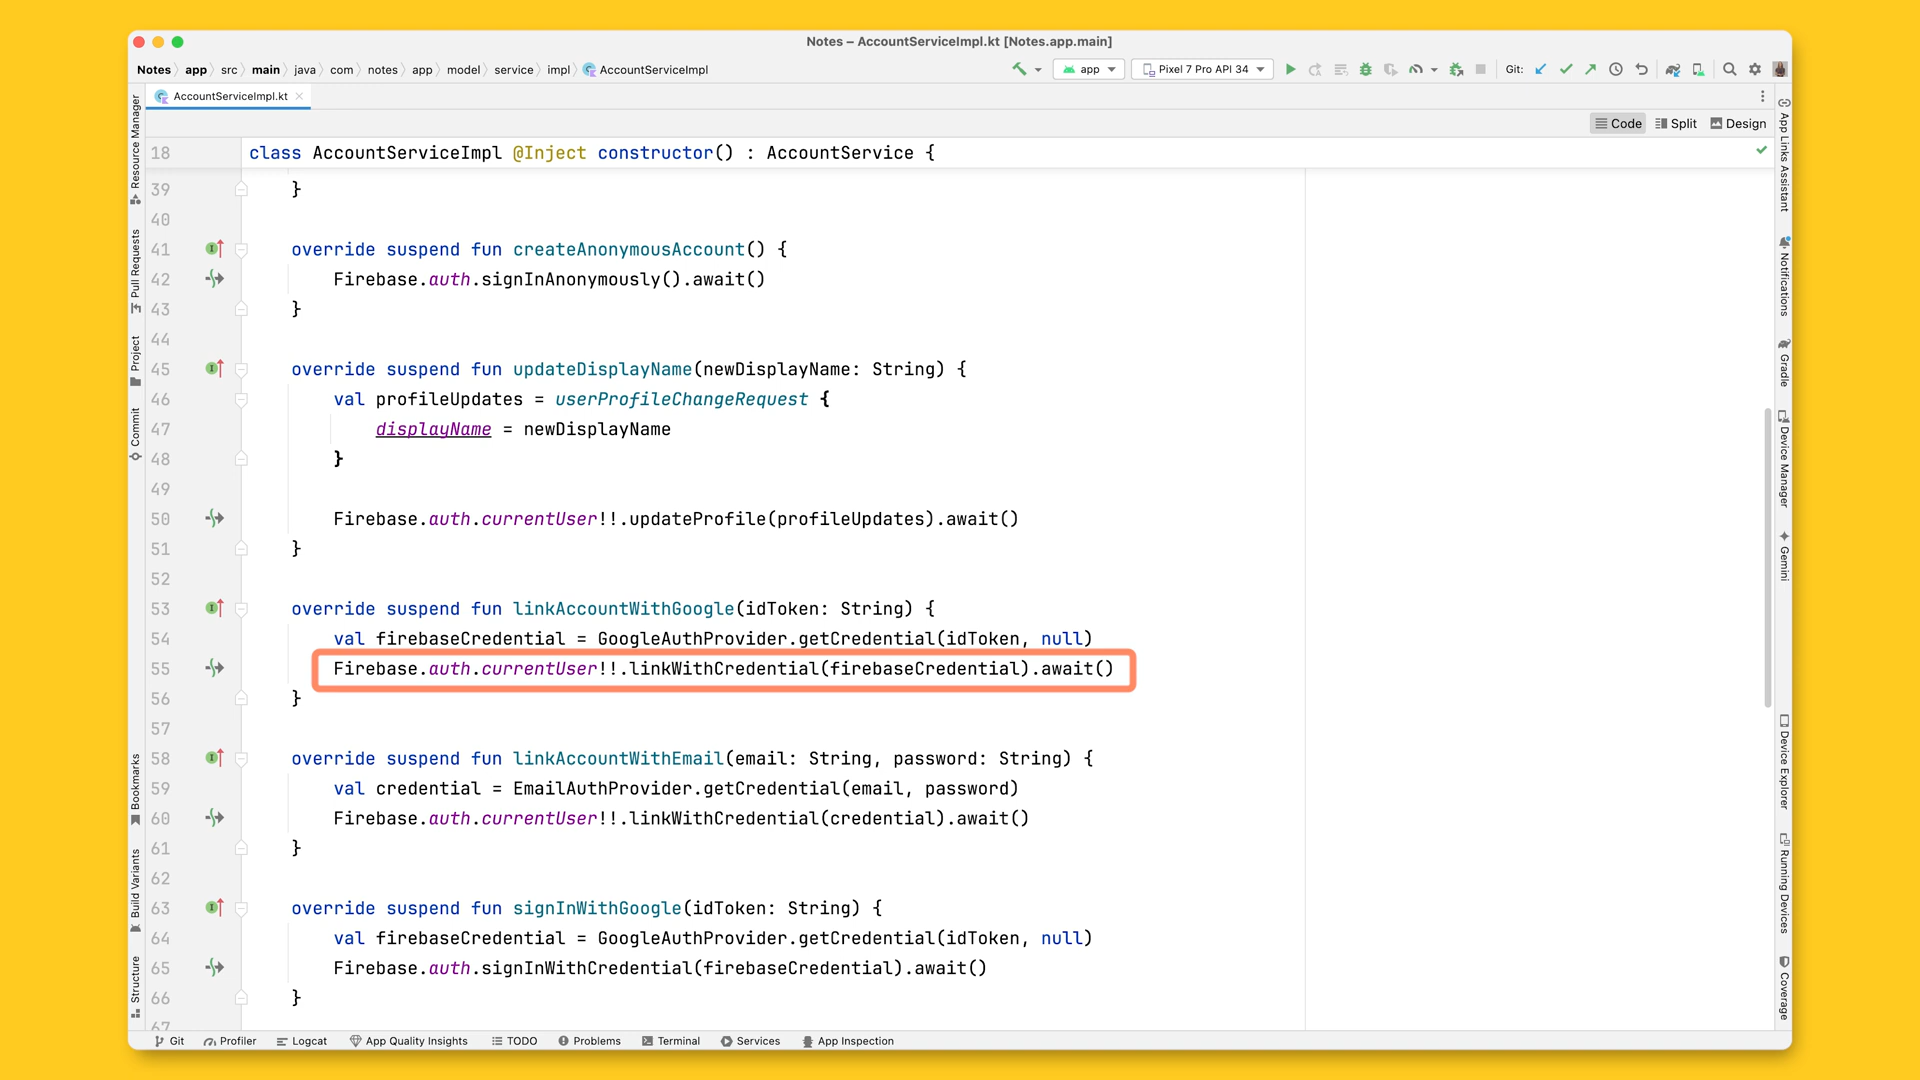 Notes – AccountServiceImpl.kt [Notes.app.main]
Notes app src main java com notes app model service impl AccountServiceImpl
app Pixel 7 Pro API 34 Git:
AccountServiceImpl.kt
Code Split Design
18 class AccountServiceImpl @Inject constructor() : AccountService {
39 }
40
41 override suspend fun createAnonymousAccount() {
42 Firebase.auth.signInAnonymously().await()
43 }
44
45 override suspend fun updateDisplayName(newDisplayName: String) {
46 val profileUpdates = userProfileChangeRequest {
47 displayName = newDisplayName
48 }
49
50 Firebase.auth.currentUser!!.updateProfile(profileUpdates).await()
51 }
52
53 override suspend fun linkAccountWithGoogle(idToken: String) {
54 val firebaseCredential = GoogleAuthProvider.getCredential(idToken, null)
55 Firebase.auth.currentUser!!.linkWithCredential(firebaseCredential).await()
56 }
57
58 override suspend fun linkAccountWithEmail(email: String, password: String) {
59 val credential = EmailAuthProvider.getCredential(email, password)
60 Firebase.auth.currentUser!!.linkWithCredential(credential).await()
61 }
62
63 override suspend fun signInWithGoogle(idToken: String) {
64 val firebaseCredential = GoogleAuthProvider.getCredential(idToken, null)
65 Firebase.auth.signInWithCredential(firebaseCredential).await()
66 }
67
Resource Manager
Pull Requests
Project
Commit
Bookmarks
Build Variants
Structure
App Links Assistant
Notifications
Gradle
Device Manager
Gemini
Device Explorer
Running Devices
Coverage
Git Profiler Logcat App Quality Insights TODO Problems Terminal Services App Inspection